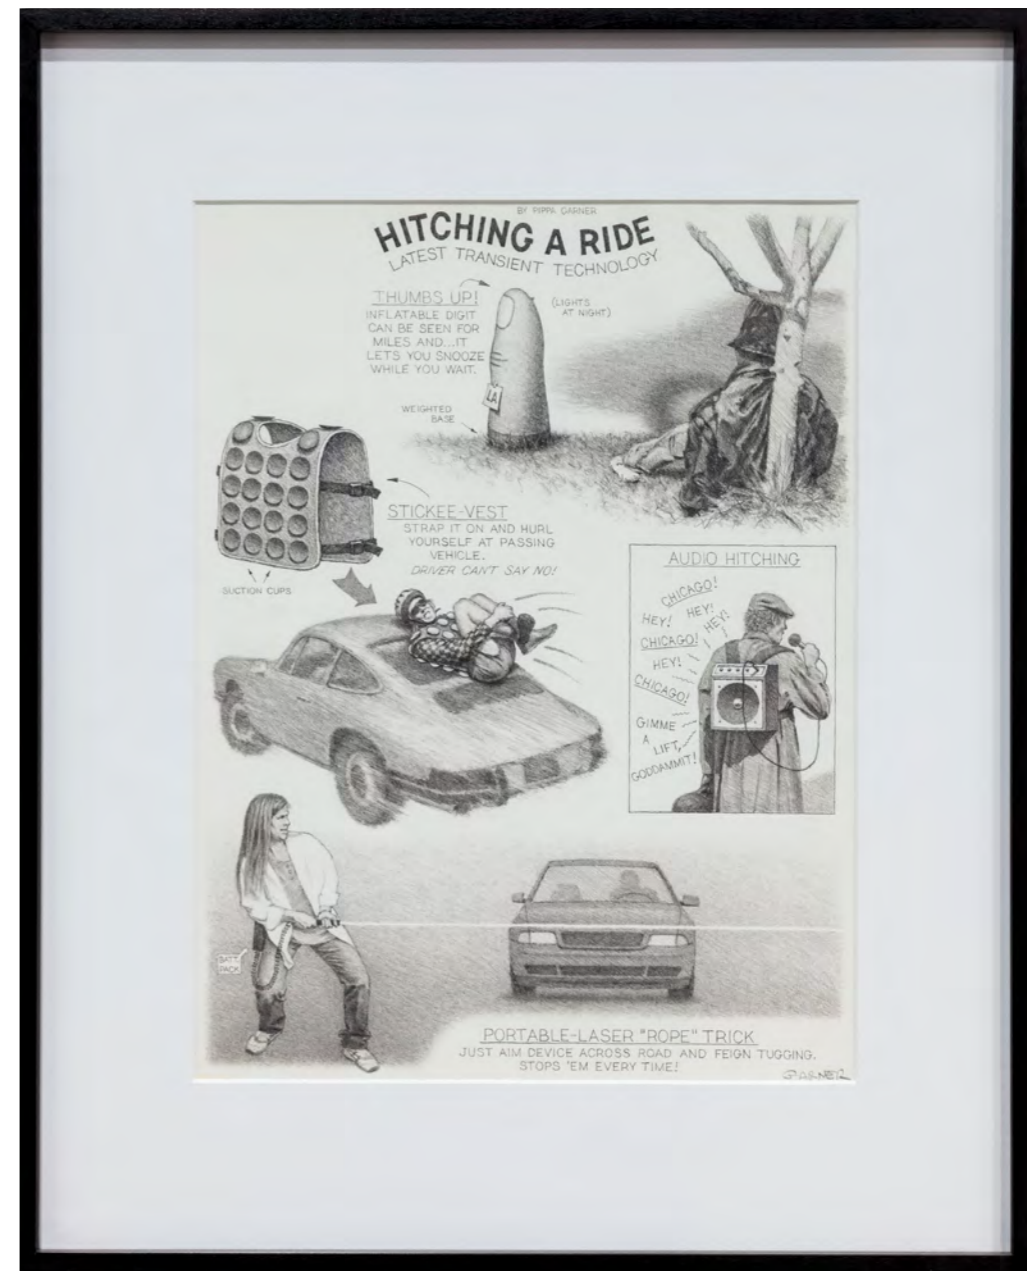 BY PIPPA GARNER
HITCHING A RIDE
LATEST TRANSIENT TECHNOLOGY
THUMBS UP!
INFLATABLE DIGIT
CAN BE SEEN FOR
MILES AND...IT
LETS YOU SNOOZE
WHILE YOU WAIT.
(LIGHTS
AT NIGHT)
LA
WEIGHTED
BASE
STICKEE-VEST
STRAP IT ON AND HURL
YOURSELF AT PASSING
VEHICLE.
DRIVER CAN'T SAY NO!
SUCTION CUPS
AUDIO HITCHING
CHICAGO!
HEY! HEY! HEY!
CHICAGO!
HEY!
CHICAGO!
GIMME
A
LIFT,
GODDAMMIT!
BATT.
PACK
PORTABLE-LASER "ROPE" TRICK
JUST AIM DEVICE ACROSS ROAD AND FEIGN TUGGING.
STOPS 'EM EVERY TIME!
GARNER